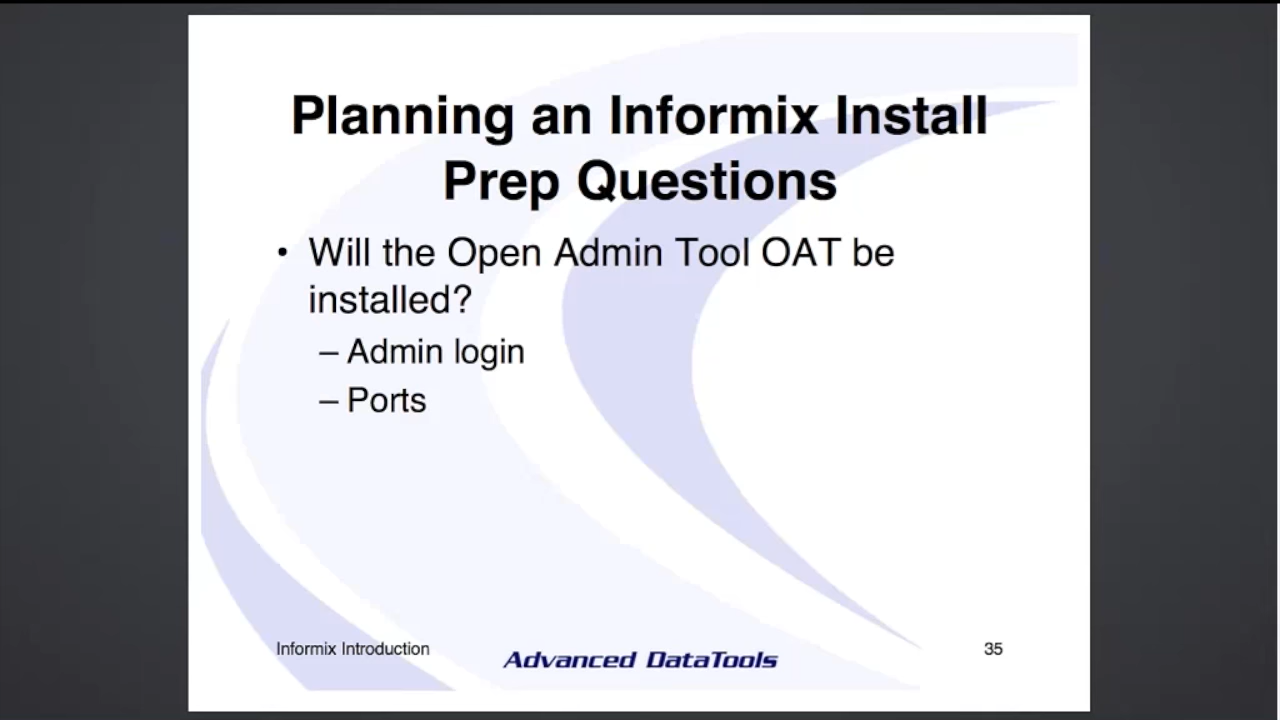 Planning an Informix Install
Prep Questions
• Will the Open Admin Tool OAT be
installed?
– Admin login
– Ports
Informix Introduction
Advanced DataTools
35